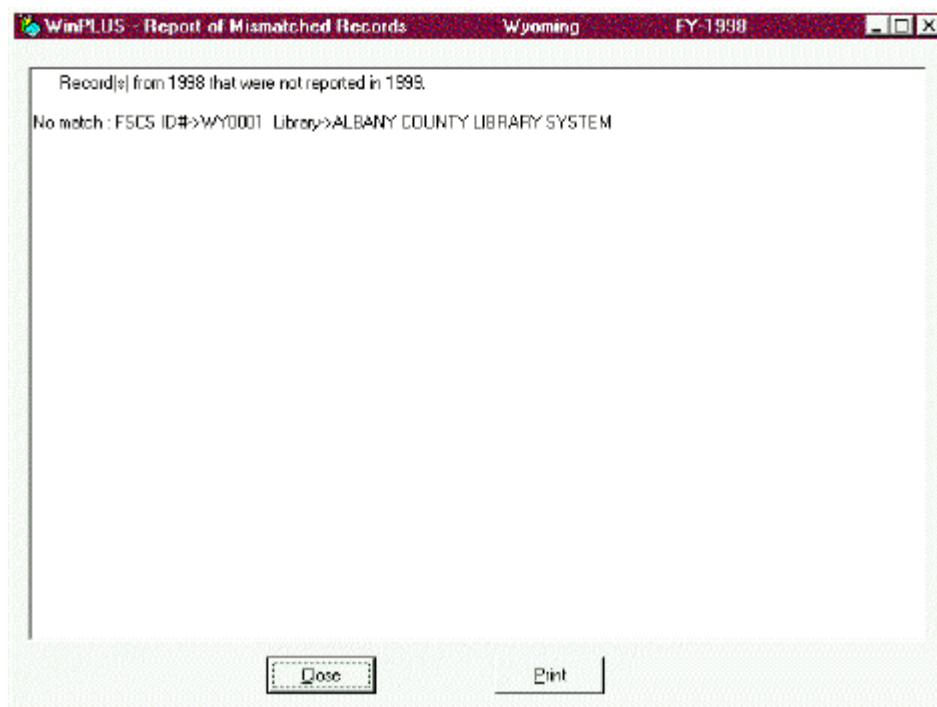 WinPLUS - Report of Mismatched Records Wyoming FY-1998
Record(s) from 1998 that were not reported in 1999.
No match : FSCS ID#->WY0001 Library->ALBANY COUNTY LIBRARY SYSTEM
Close Print